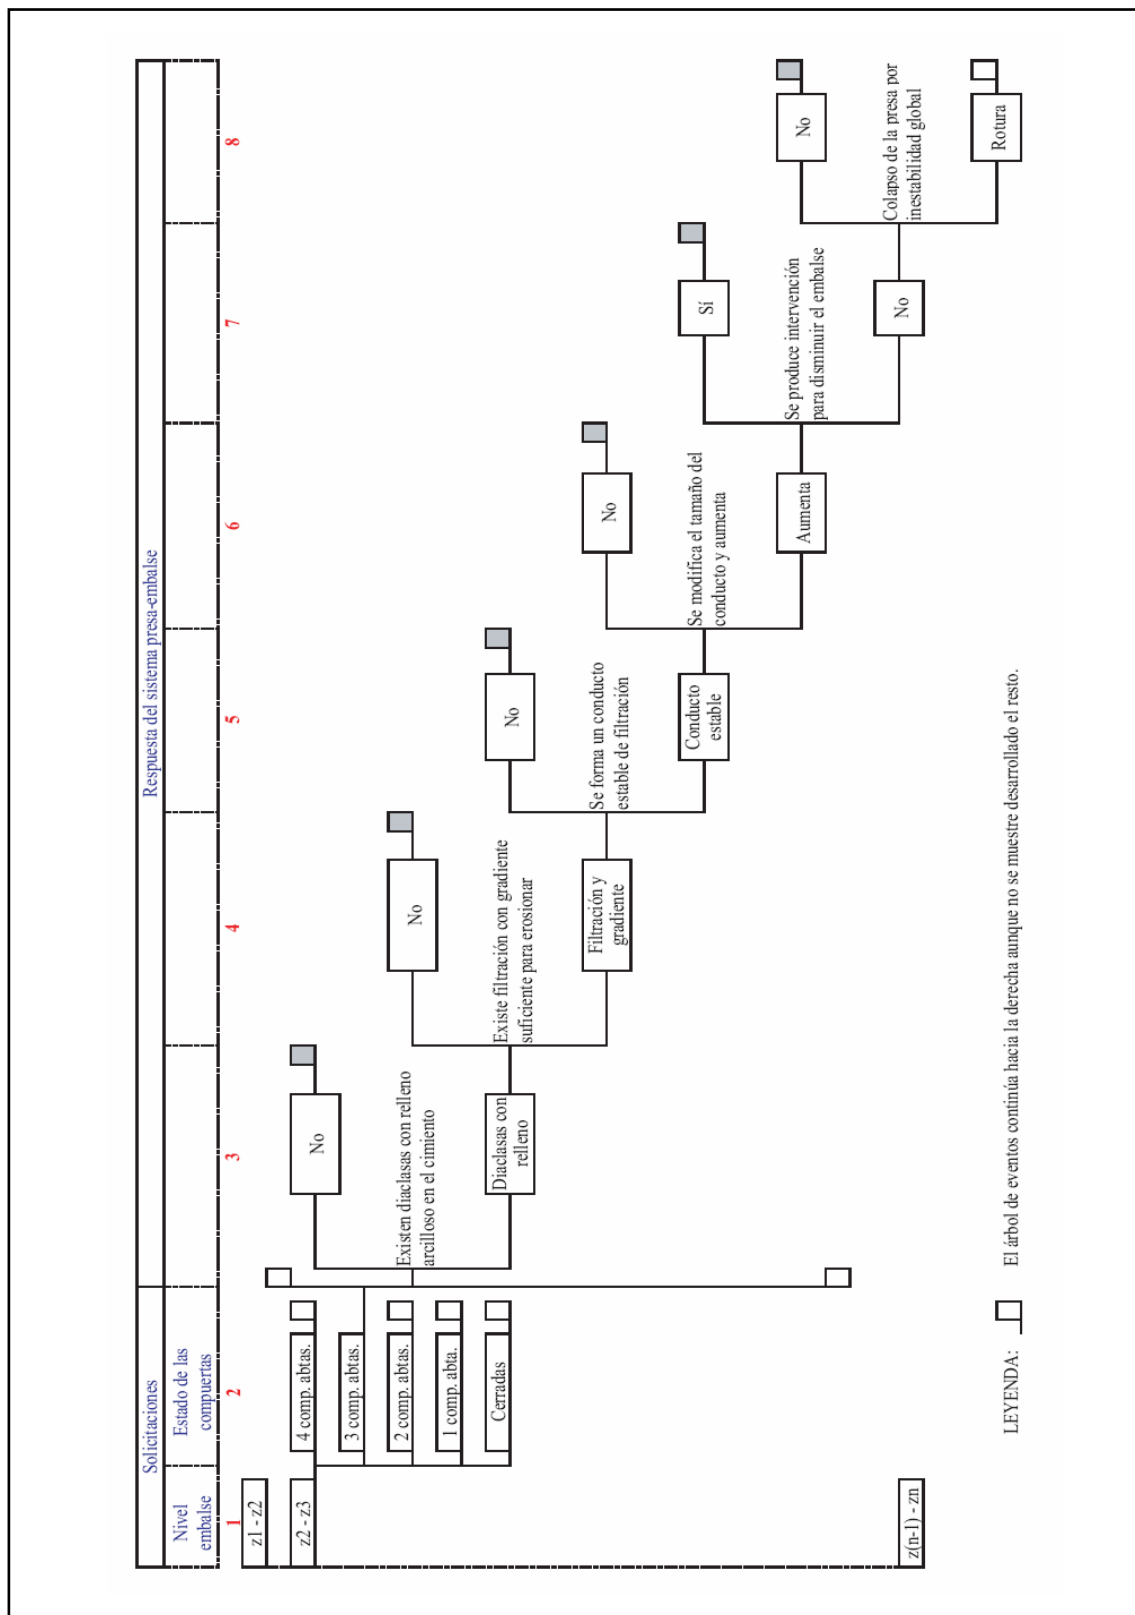 Solicitaciones
Respuesta del sistema presa-embalse
Nivel
embalse
Estado de las
compuertas
1
2
3
4
5
6
7
8
z1 - z2
z2 - z3
z(n-1) - zn
4 comp. abtas.
3 comp. abtas.
2 comp. abtas.
1 comp. abta.
Cerradas
No
Existen diaclasas con relleno
arcilloso en el cimiento
Diaclasas con
relleno
No
Existe filtración con gradiente
suficiente para erosionar
Filtración y
gradiente
No
Se forma un conducto
estable de filtración
Conducto
estable
No
Se modifica el tamaño del
conducto y aumenta
Aumenta
Sí
Se produce intervención
para disminuir el embalse
No
No
Colapso de la presa por
inestabilidad global
Rotura
LEYENDA: El árbol de eventos continúa hacia la derecha aunque no se muestre desarrollado el resto.